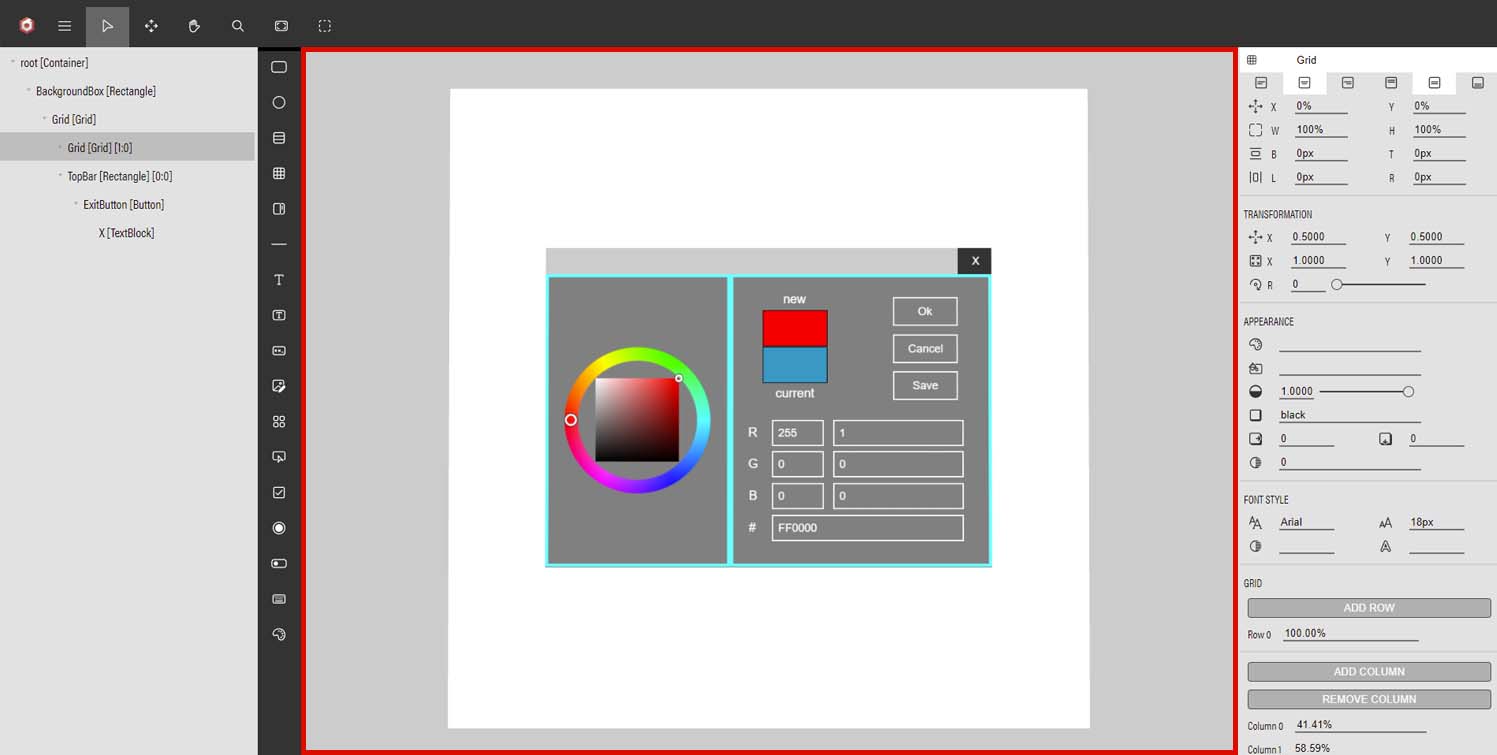 root [Container]
BackgroundBox [Rectangle]
Grid [Grid]
Grid [Grid] [1:0]
TopBar [Rectangle] [0:0]
ExitButton [Button]
X [TextBlock]
X
new
current
Ok
Cancel
Save
R 255 1
G 0 0
B 0 0
# FF0000
Grid
X 0% Y 0%
W 100% H 100%
B 0px T 0px
L 0px R 0px
TRANSFORMATION
X 0.5000 Y 0.5000
X 1.0000 Y 1.0000
R 0
APPEARANCE
1.0000
black
0 0
0
FONT STYLE
Arial 18px
GRID
ADD ROW
Row 0 100.00%
ADD COLUMN
REMOVE COLUMN
Column 0 41.41%
Column 1 58.59%